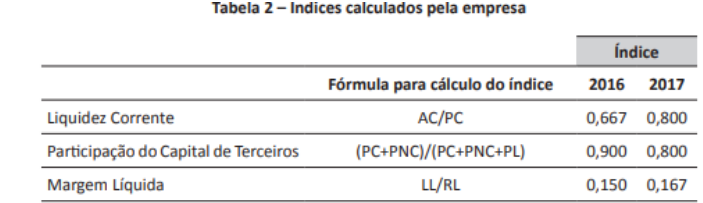 Tabela 2 – Indices calculados pela empresa
Índice
Fórmula para cálculo do índice 2016 2017
Liquidez Corrente AC/PC 0,667 0,800
Participação do Capital de Terceiros (PC+PNC)/(PC+PNC+PL) 0,900 0,800
Margem Líquida LL/RL 0,150 0,167